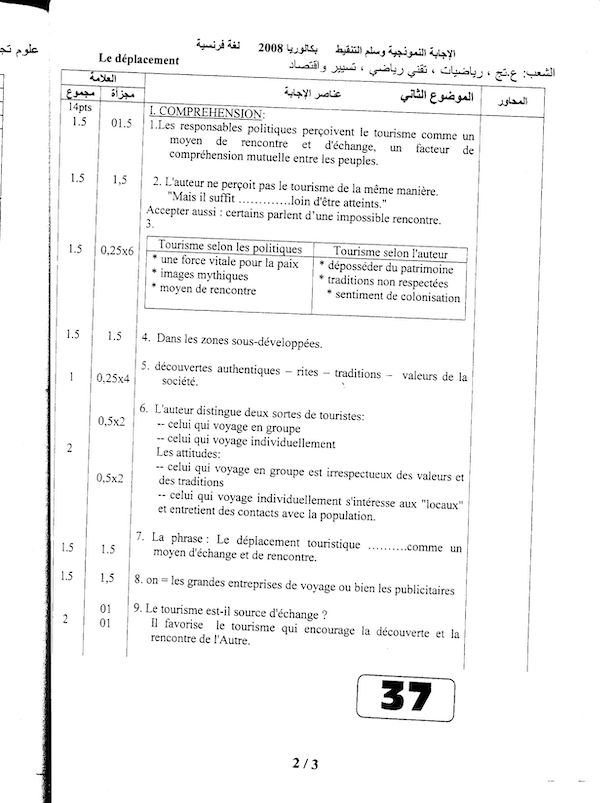 علوم تج
الإجابة النموذجية وسلم التنقيط بكالوريا 2008 لغة فرنسية
Le déplacement
الشعب: ع.تج ، رياضيات ، تقني رياضي ، تسيير واقتصاد
العلامة
مجموع مجزأة عناصر الإجابة الموضوع الثاني المحاور
14pts I. COMPREHENSION:
1.5 01.5 1.Les responsables politiques perçoivent le tourisme comme un
moyen de rencontre et d'échange, un facteur de
compréhension mutuelle entre les peuples.
1.5 1,5 2. L'auteur ne perçoit pas le tourisme de la même manière.
"Mais il suffit .............loin d'être atteints."
Accepter aussi : certains parlent d'une impossible rencontre.
3.
Tourisme selon les politiques Tourisme selon l'auteur
1.5 0,25x6 * une force vitale pour la paix * déposséder du patrimoine
* images mythiques * traditions non respectées
* moyen de rencontre * sentiment de colonisation
1.5 1.5 4. Dans les zones sous-développées.
1 0,25x4 5. découvertes authentiques – rites – traditions – valeurs de la
société.
0,5x2 6. L'auteur distingue deux sortes de touristes:
-- celui qui voyage en groupe
-- celui qui voyage individuellement
2 Les attitudes:
0,5x2 -- celui qui voyage en groupe est irrespectueux des valeurs et
des traditions
-- celui qui voyage individuellement s'intéresse aux "locaux"
et entretient des contacts avec la population.
1.5 1.5 7. La phrase : Le déplacement touristique ..........comme un
moyen d'échange et de rencontre.
1.5 1,5 8. on = les grandes entreprises de voyage ou bien les publicitaires
01 9. Le tourisme est-il source d'échange ?
2 01 Il favorise le tourisme qui encourage la découverte et la
rencontre de l'Autre.
37
2 / 3